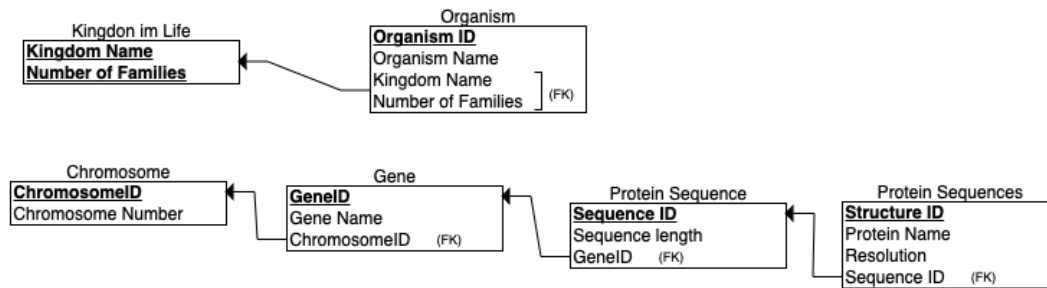 Kingdon im Life
Kingdom Name
Number of Families
Organism
Organism ID
Organism Name
Kingdom Name
Number of Families (FK)
Chromosome
ChromosomeID
Chromosome Number
Gene
GeneID
Gene Name
ChromosomeID (FK)
Protein Sequence
Sequence ID
Sequence length
GeneID (FK)
Protein Sequences
Structure ID
Protein Name
Resolution
Sequence ID (FK)